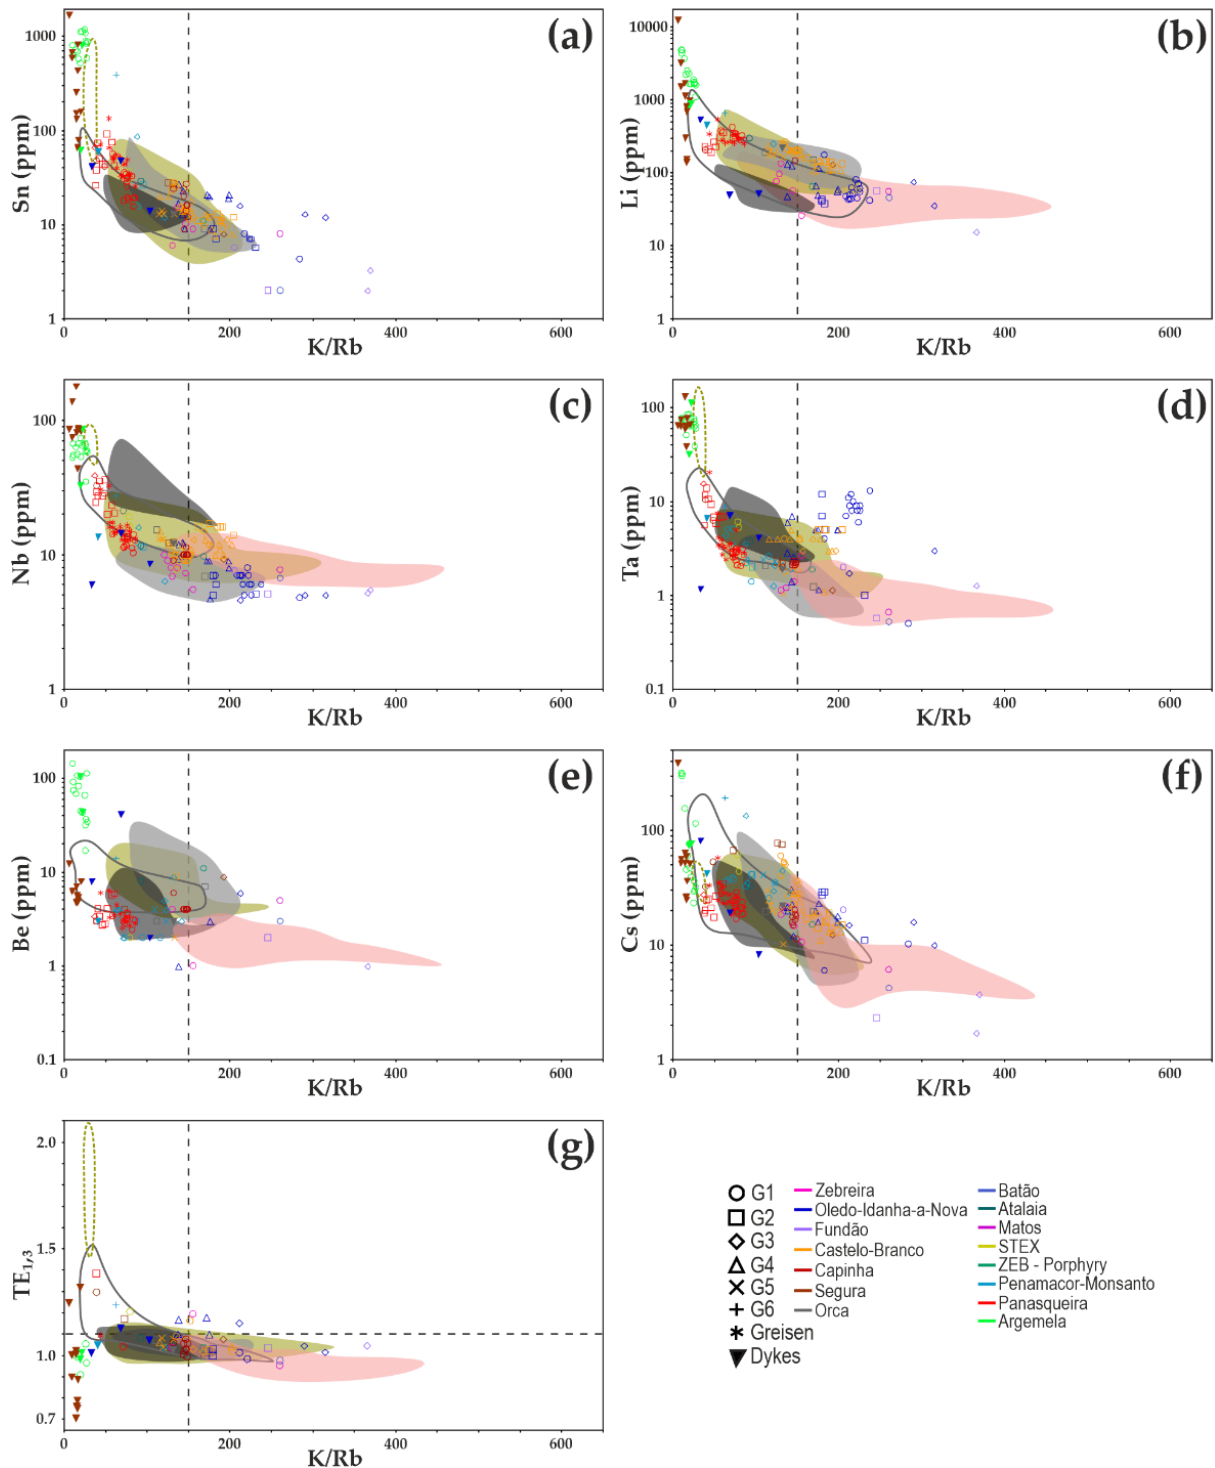 (a)
1000
100
10
1
Sn (ppm)
0
200
400
600
K/Rb
(b)
10000
1000
100
10
1
Li (ppm)
0
200
400
600
K/Rb
(c)
100
10
1
Nb (ppm)
0
200
400
600
K/Rb
(d)
100
10
1
0.1
Ta (ppm)
0
200
400
600
K/Rb
(e)
100
10
1
0.1
Be (ppm)
0
200
400
600
K/Rb
(f)
100
10
1
Cs (ppm)
0
200
400
600
K/Rb
(g)
2.0
1.5
1.0
0.7
TE1,3
0
200
400
600
K/Rb
G1
G2
G3
G4
G5
G6
Greisen
Dykes
Zebreira
Oledo-Idanha-a-Nova
Fundão
Castelo-Branco
Capinha
Segura
Orca
Batão
Atalaia
Matos
STEX
ZEB - Porphyry
Penamacor-Monsanto
Panasqueira
Argemela